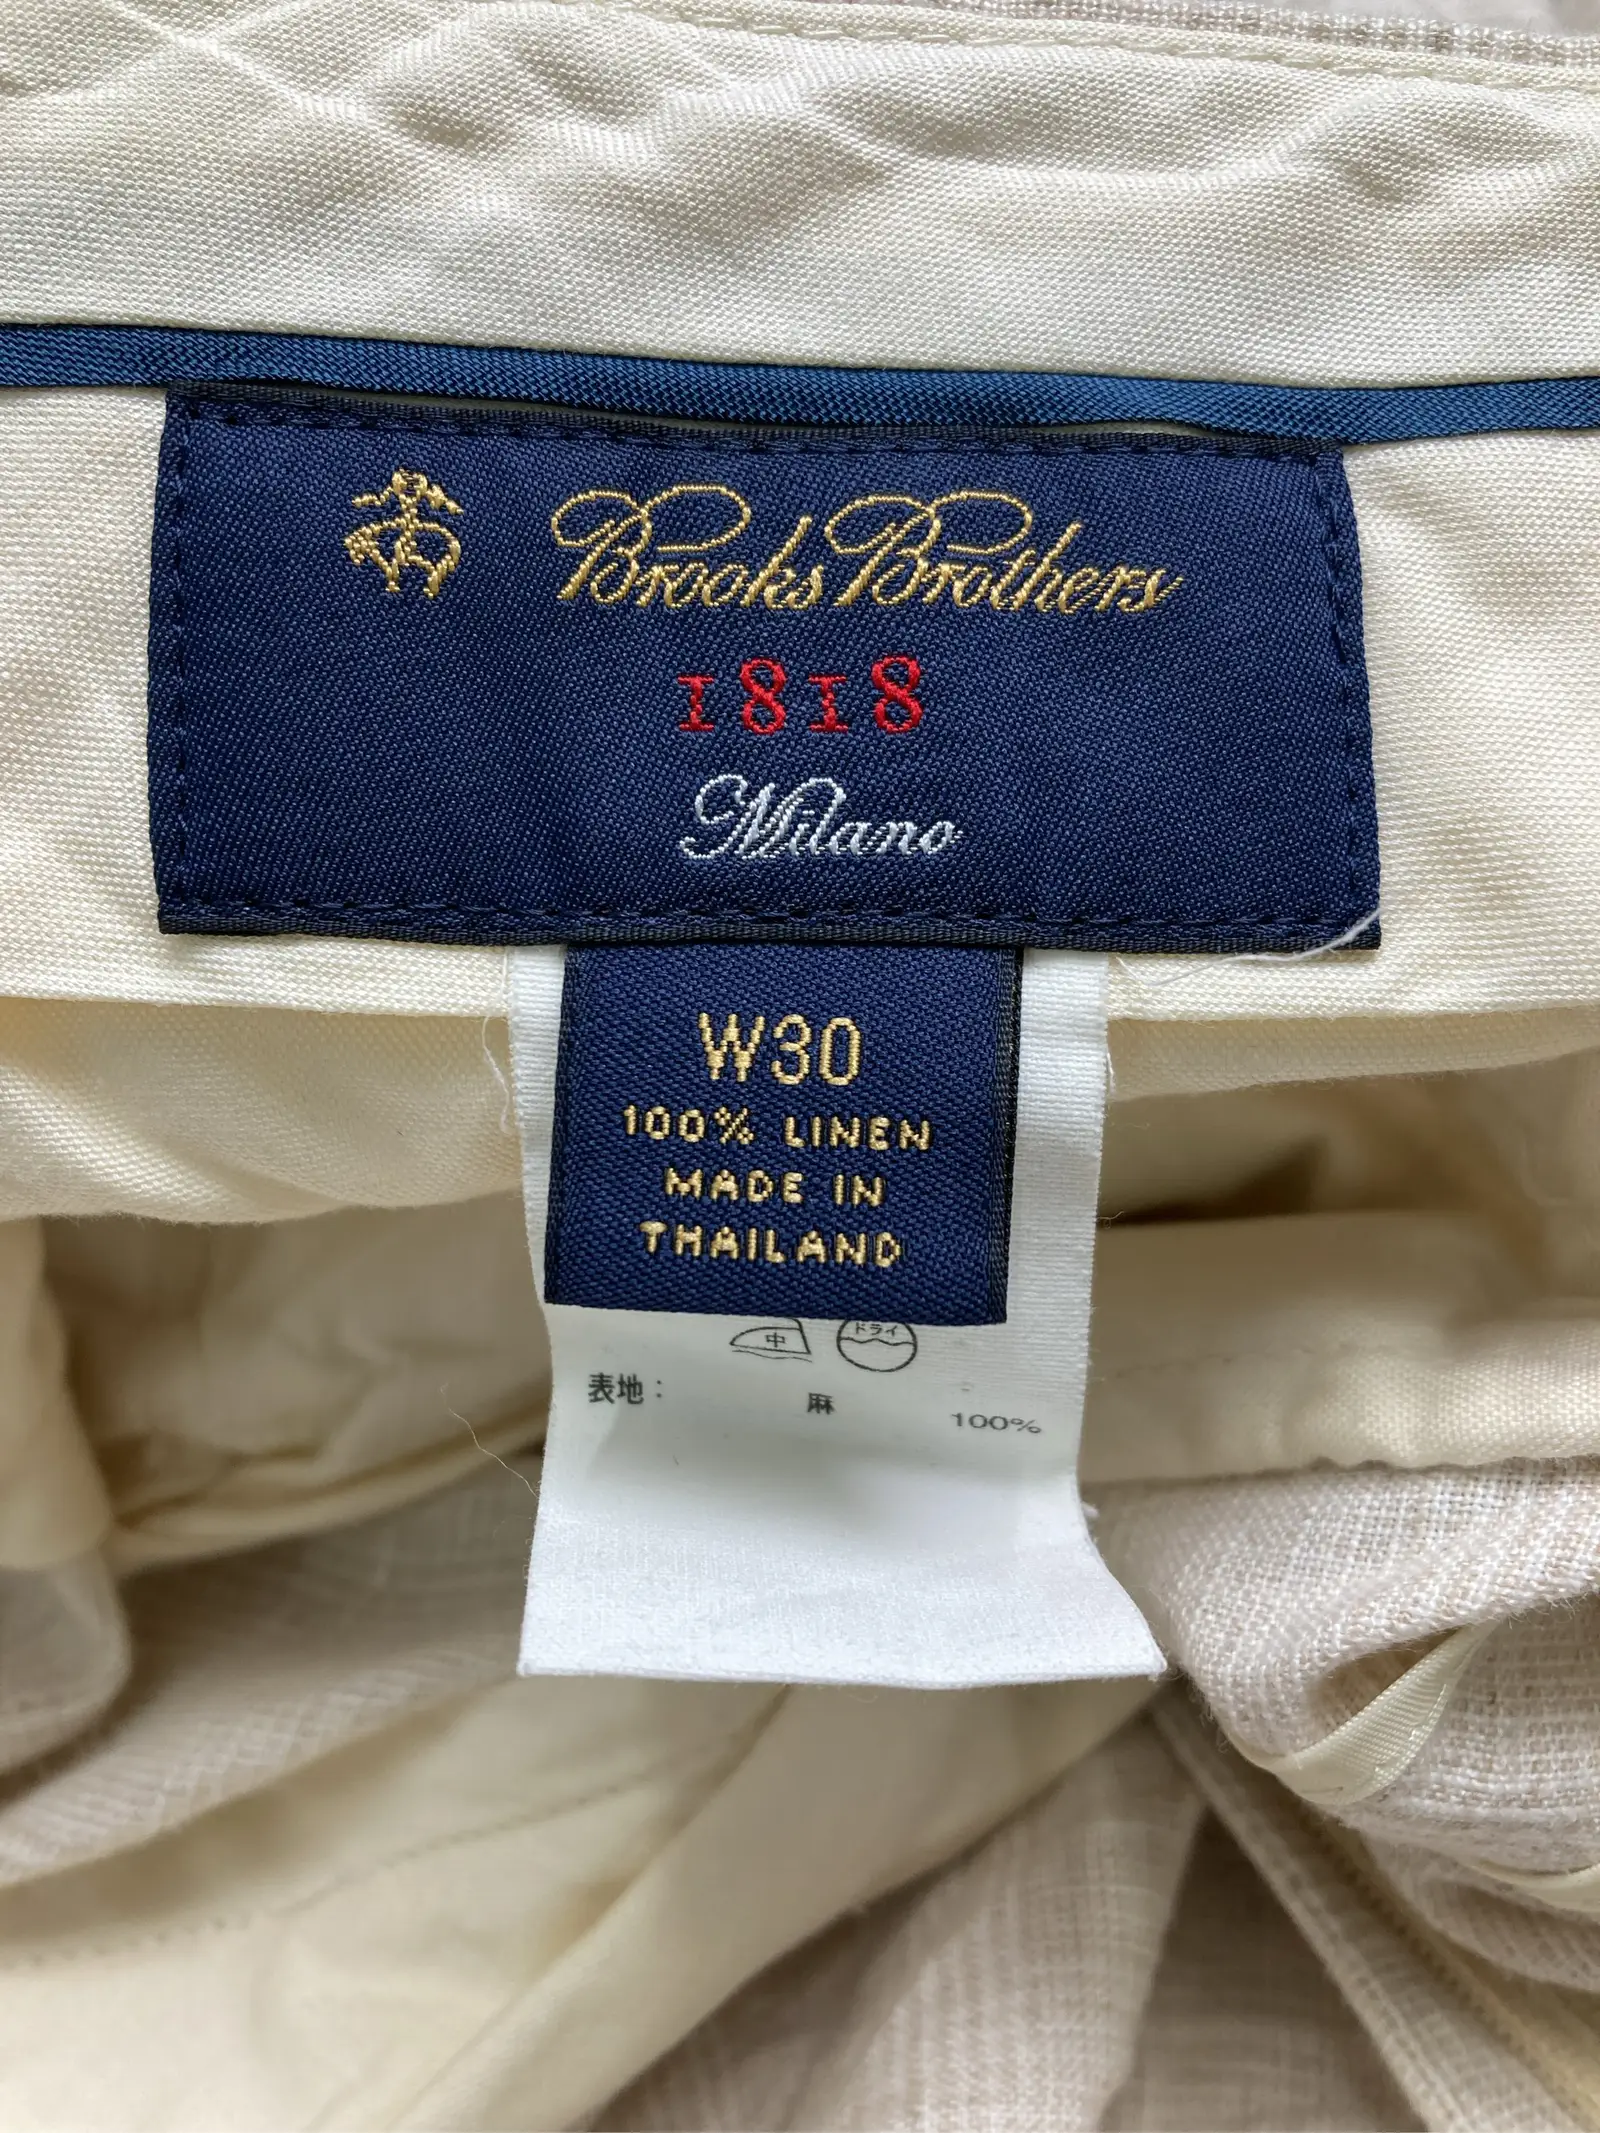 Brooks Brothers
1818
Milano
W30
100% LINEN
MADE IN
THAILAND
中 ドライ
表地: 麻 100%